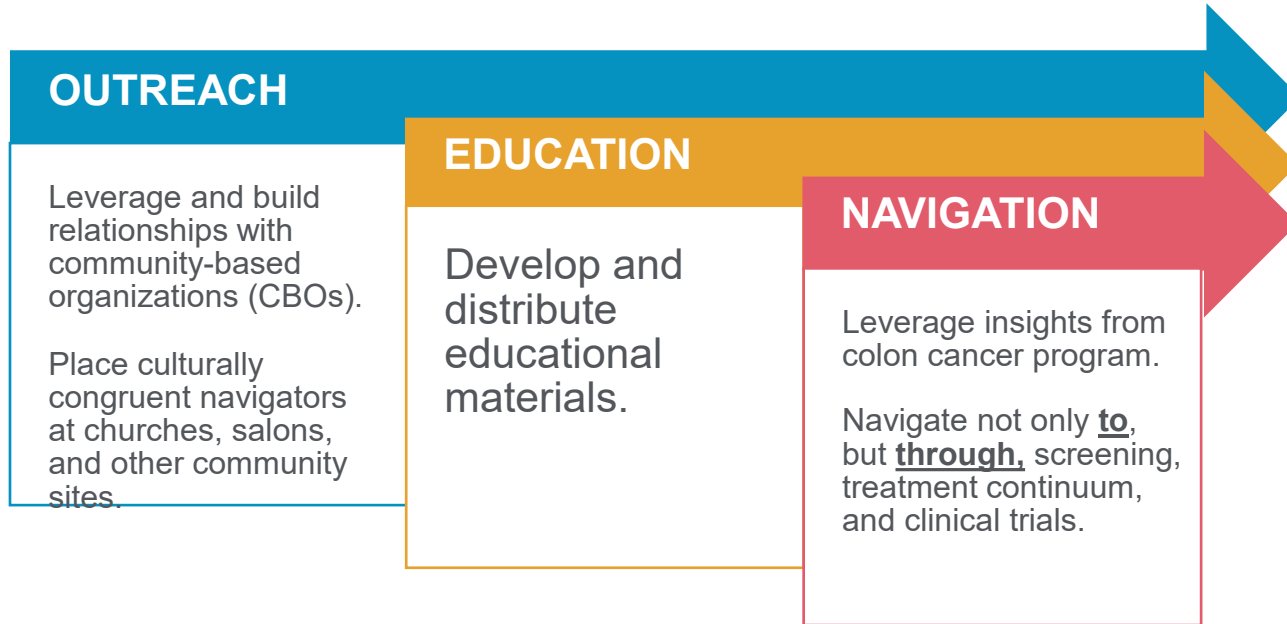 OUTREACH
Leverage and build
relationships with
community-based
organizations (CBOs).
Place culturally
congruent navigators
at churches, salons,
and other community
sites.
EDUCATION
Develop and
distribute
educational
materials.
NAVIGATION
Leverage insights from
colon cancer program.
Navigate not only to,
but through, screening,
treatment continuum,
and clinical trials.